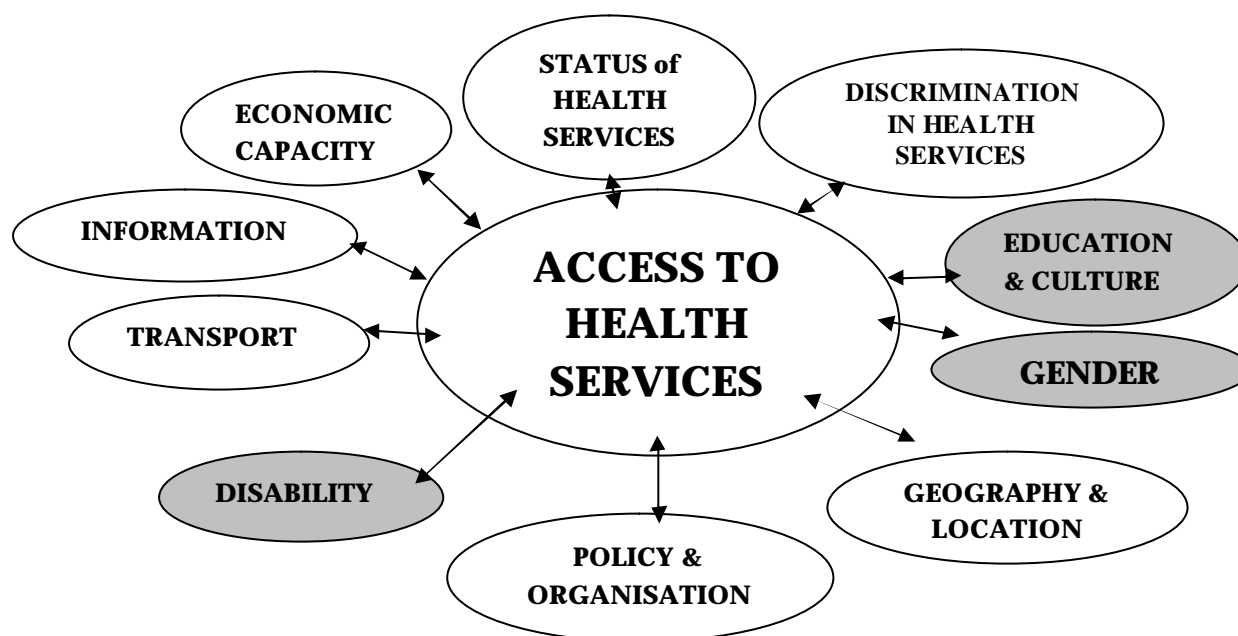 STATUS of
HEALTH
SERVICES
ECONOMIC
CAPACITY
DISCRIMINATION
IN HEALTH
SERVICES
INFORMATION
EDUCATION
& CULTURE
ACCESS TO
HEALTH
SERVICES
TRANSPORT
GENDER
DISABILITY
GEOGRAPHY &
LOCATION
POLICY &
ORGANISATION